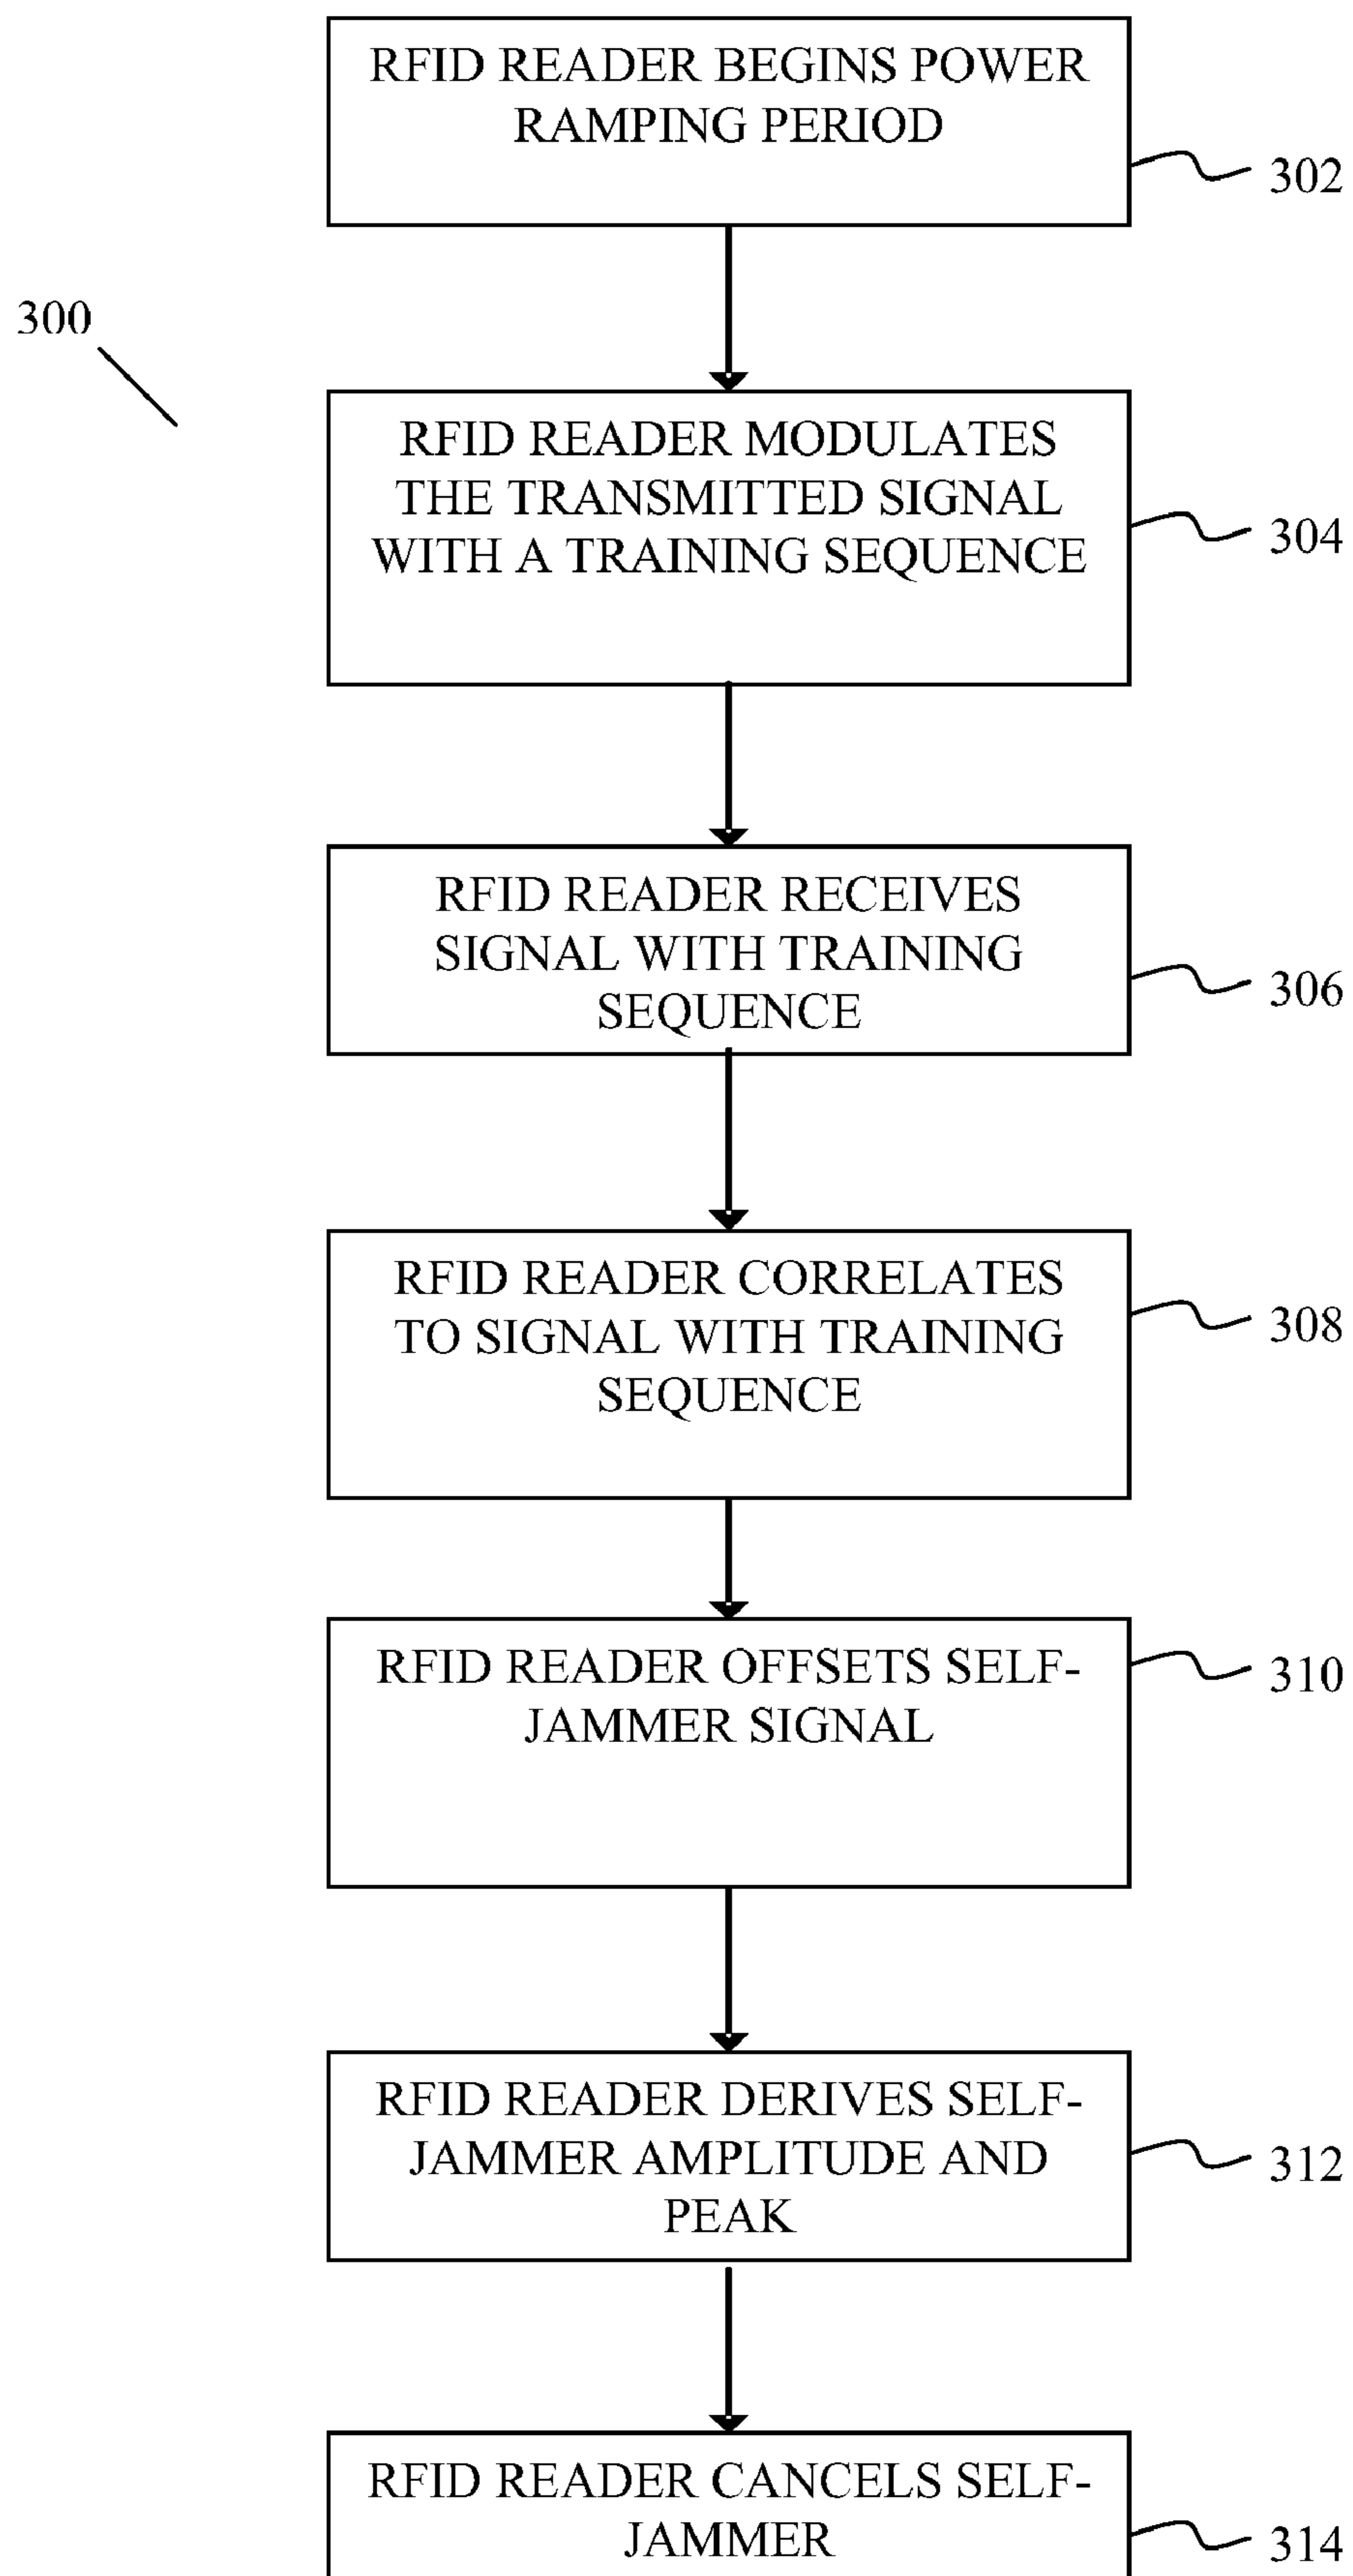 RFID READER BEGINS POWER
RAMPING PERIOD
302
300
RFID READER MODULATES
THE TRANSMITTED SIGNAL
WITH A TRAINING SEQUENCE
304
RFID READER RECEIVES
SIGNAL WITH TRAINING
SEQUENCE
306
RFID READER CORRELATES
TO SIGNAL WITH TRAINING
SEQUENCE
308
RFID READER OFFSETS SELF-
JAMMER SIGNAL
310
RFID READER DERIVES SELF-
JAMMER AMPLITUDE AND
PEAK
312
RFID READER CANCELS SELF-
JAMMER
314